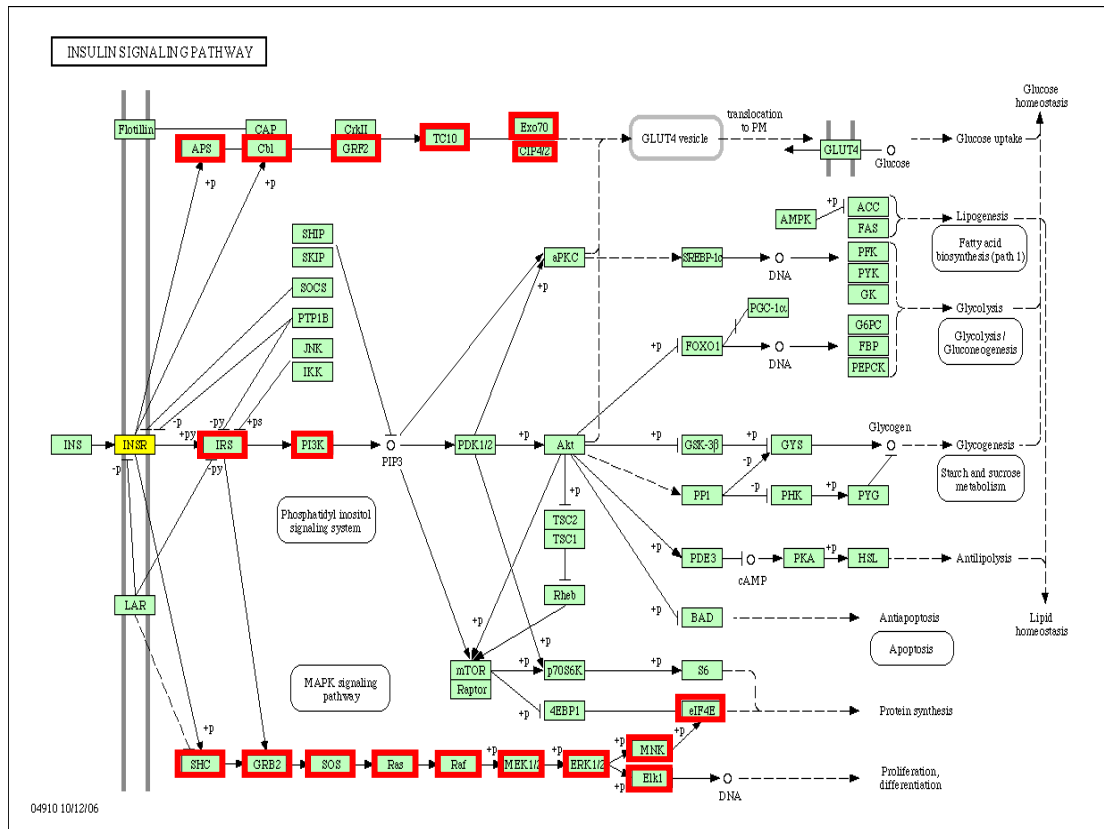 INSULIN SIGNALING PATHWAY
Glucose
homeostasis
Flotillin
CAP
CrkII
APS
Cbl
GRF2
TC10
Exo70
CIP4/2
translocation
to PM
GLUT4 vesicle
GLUT4
Glucose
Glucose uptake
+p
+p
SHIP
SKIP
SOCS
PTP1B
JNK
IKK
aPKC
+p
SREBP-1c
DNA
AMPK
+p
ACC
FAS
Lipogenesis
Fatty acid
biosynthesis (path 1)
PFK
PYK
GK
Glycolysis
Glycolysis /
Gluconeogenesis
PGC-1α
+p
FOXO1
DNA
G6PC
FBP
PEPCK
-p
-py
+ps
INS
INSR
+py
IRS
PI3K
PIP3
PDK1/2
+p
Akt
GSK-3β
-p
GYS
Glycogen
Glycogenesis
Starch and sucrose
metabolism
-p
-py
+p
-p
PP1
PHK
+p
PYG
Phosphatidyl inositol
signaling system
TSC2
TSC1
+p
PDE3
cAMP
PKA
+p
HSL
Antilipolysis
LAR
Rheb
+p
+p
+p
BAD
Antiapoptosis
Apoptosis
Lipid
homeostasis
MAPK signaling
pathway
mTOR
Raptor
+p
p70S6K
+p
S6
+p
4EBP1
eIF4E
Protein synthesis
+p
SHC
GRB2
SOS
Ras
Raf
+p
MEK1/2
+p
ERK1/2
+p
MNK
+p
+p
Elk1
DNA
Proliferation,
differentiation
04910 10/12/06